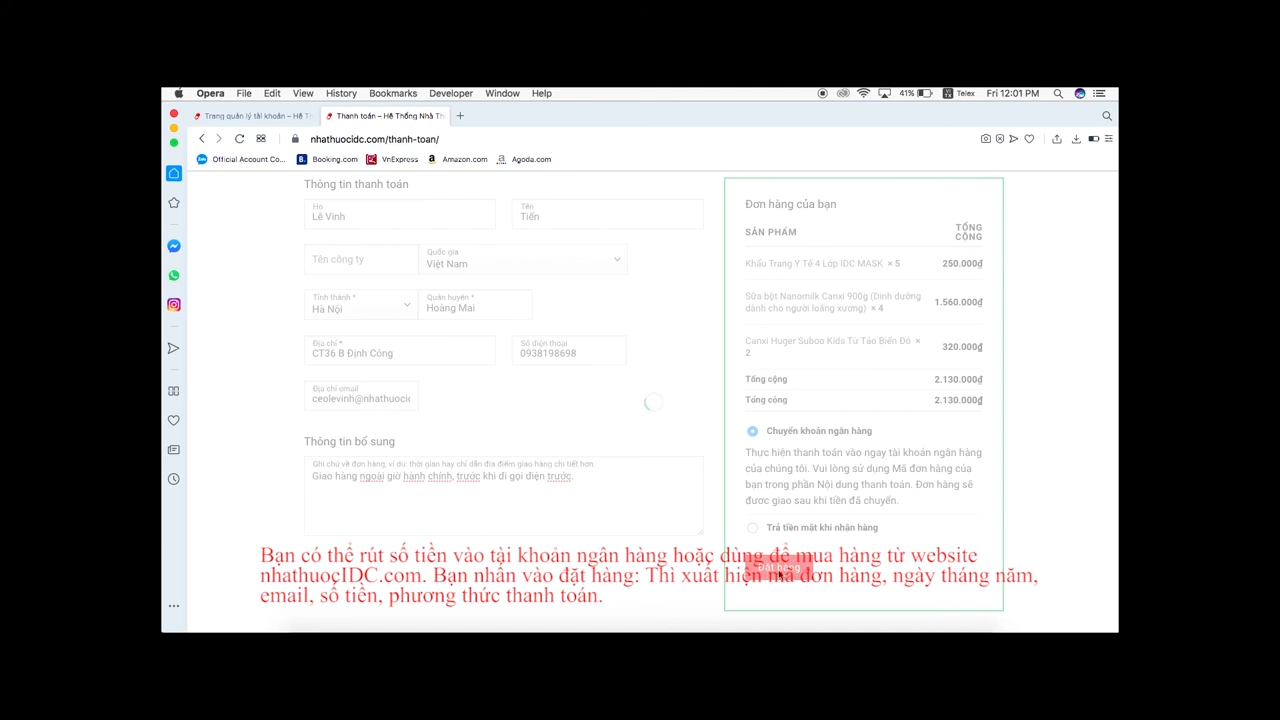 Opera File Edit View History Bookmarks Developer Window Help 41% Telex Fri 12:01 PM
Trang quản lý tài khoản – Hệ Th Thanh toán – Hệ Thống Nhà Th
nhathuocidc.com/thanh-toan/
Official Account Co... Booking.com VnExpress Amazon.com Agoda.com
Thông tin thanh toán
Họ
Lê Vinh
Tên
Tiến
Tên công ty
Quốc gia
Việt Nam
Tỉnh thành *
Hà Nội
Quận huyện *
Hoàng Mai
Địa chỉ *
CT36 B Định Công
Số điện thoại
0938198698
Địa chỉ email
ceolevinh@nhathuoci
Thông tin bổ sung
Ghi chú về đơn hàng, ví dụ: thời gian hay chỉ dẫn địa điểm giao hàng chi tiết hơn.
Giao hàng ngoài giờ hành chính, trước khi đi gọi điện trước.
Đơn hàng của bạn
SẢN PHẨM TỔNG
CỘNG
Khẩu Trang Y Tế 4 Lớp IDC MASK × 5 250.000₫
Sữa bột Nanomilk Canxi 900g (Dinh dưỡng
dành cho người loãng xương) × 4 1.560.000₫
Canxi Huger Suboo Kids Từ Tảo Biển Đỏ ×
2 320.000₫
Tổng cộng 2.130.000₫
Tổng cộng 2.130.000₫
Chuyển khoản ngân hàng
Thực hiện thanh toán vào ngay tài khoản ngân hàng
của chúng tôi. Vui lòng sử dụng Mã đơn hàng của
bạn trong phần Nội dung thanh toán. Đơn hàng sẽ
được giao sau khi tiền đã chuyển.
Trả tiền mặt khi nhận hàng
Đặt hàng
Bạn có thể rút số tiền vào tài khoản ngân hàng hoặc dùng để mua hàng từ website
nhathuocIDC.com. Bạn nhấn vào đặt hàng: Thì xuất hiện mã đơn hàng, ngày tháng năm,
email, số tiền, phương thức thanh toán.